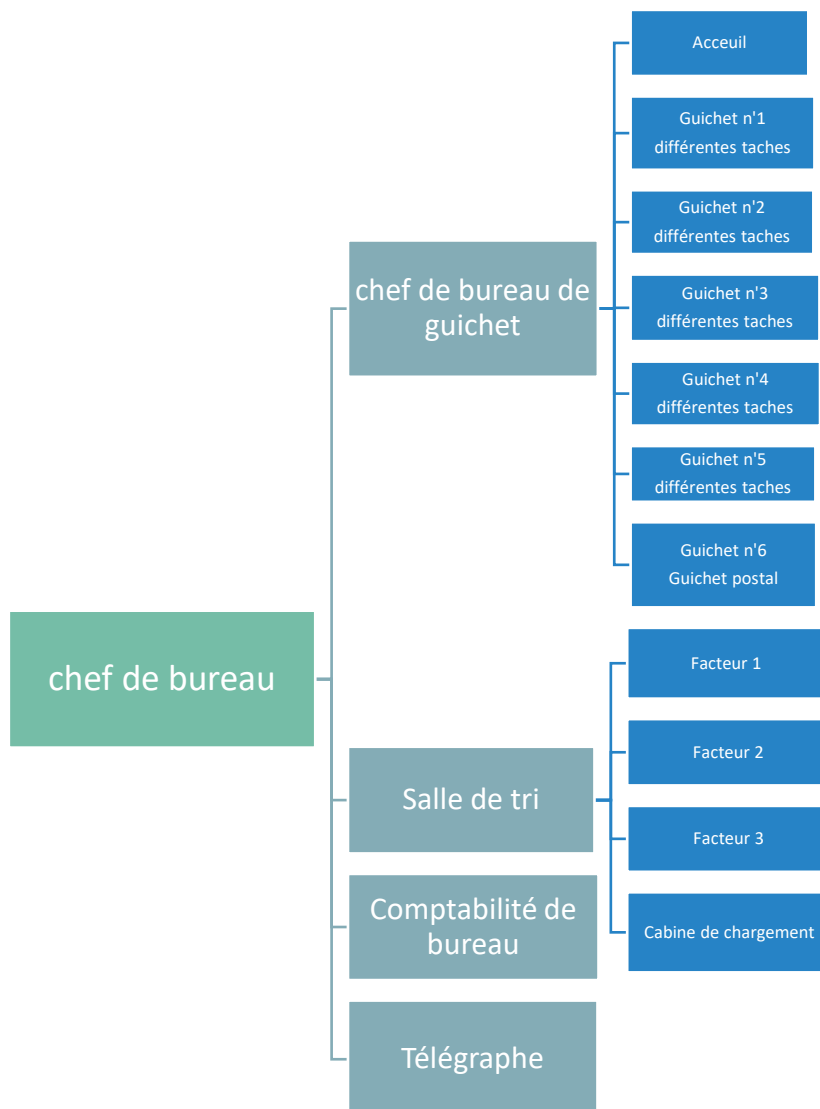 chef de bureau
chef de bureau de
guichet
Acceuil
Guichet n'1
différentes taches
Guichet n'2
différentes taches
Guichet n'3
différentes taches
Guichet n'4
différentes taches
Guichet n'5
différentes taches
Guichet n'6
Guichet postal
Salle de tri
Facteur 1
Facteur 2
Facteur 3
Cabine de chargement
Comptabilité de
bureau
Télégraphe